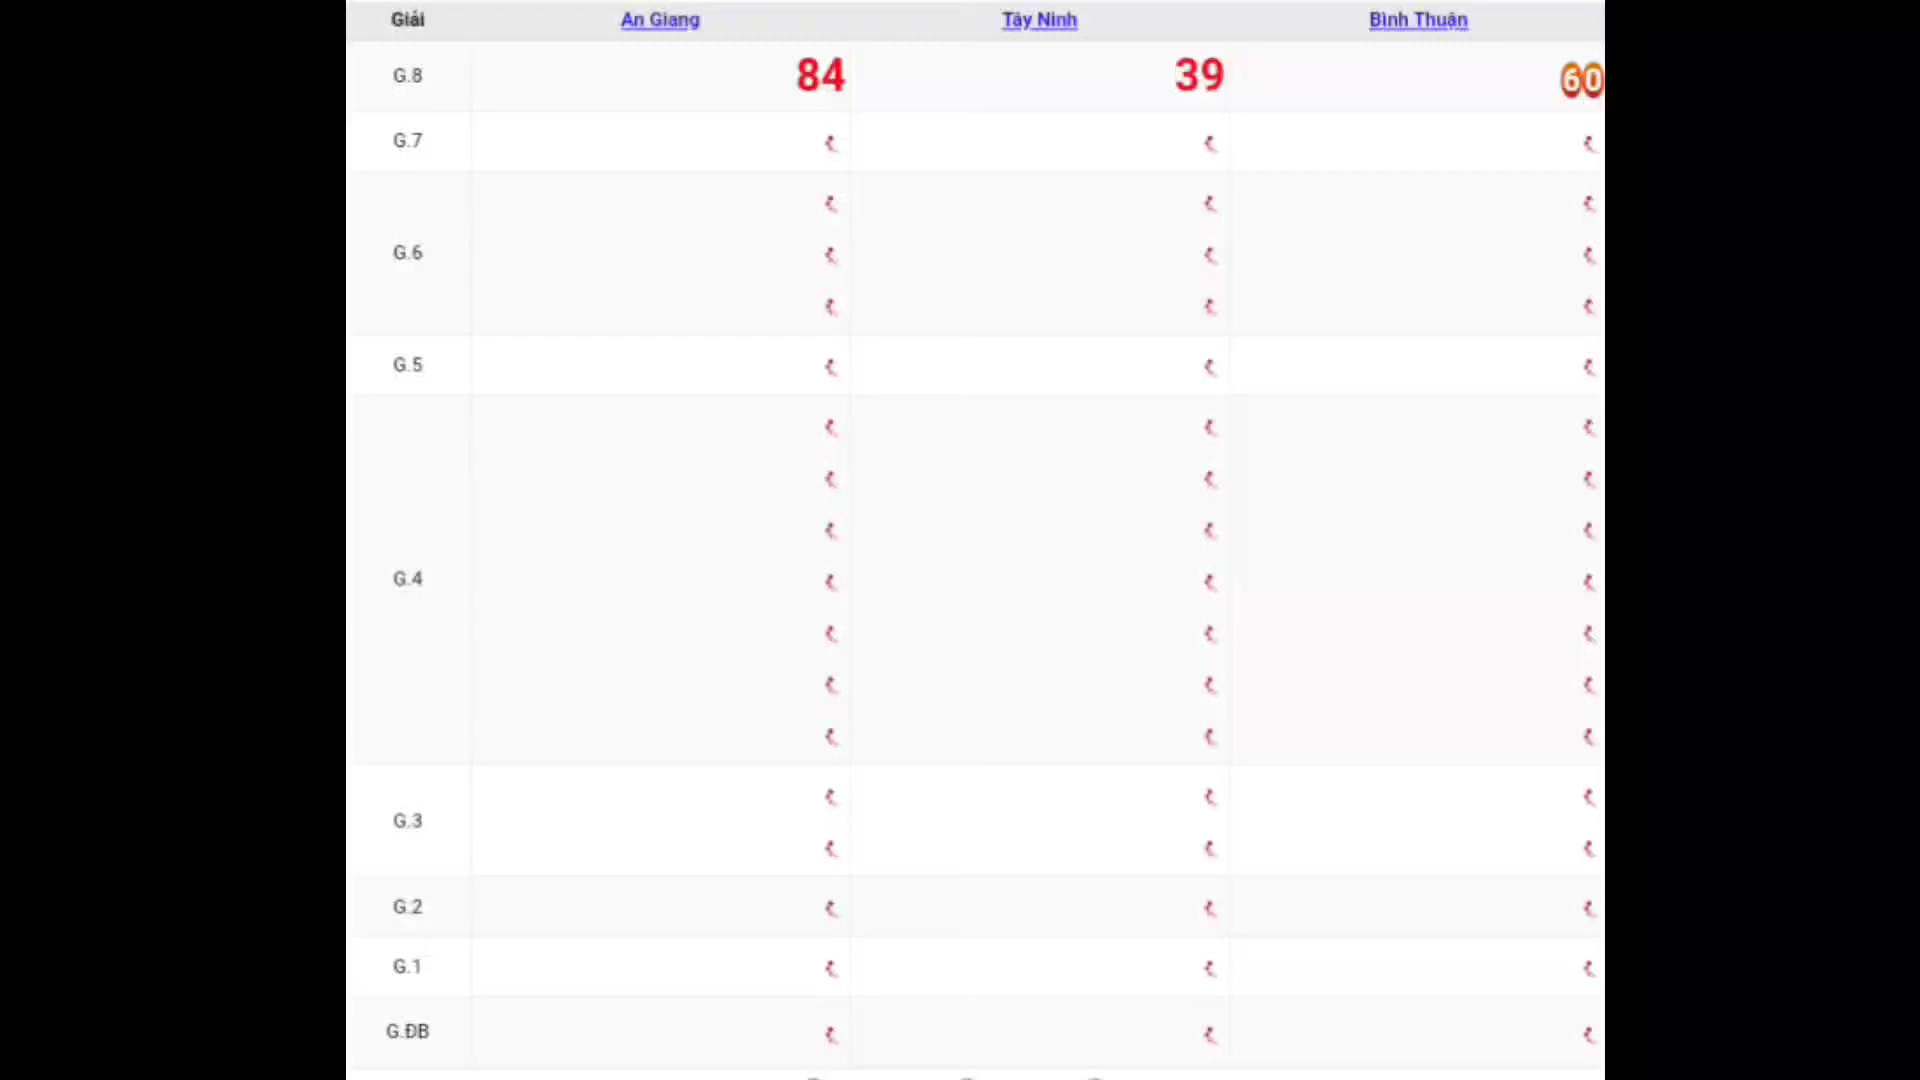 Giải An Giang Tây Ninh Bình Thuận
G.8 84 39 60
G.7
G.6
G.5
G.4
G.3
G.2
G.1
G.ĐB